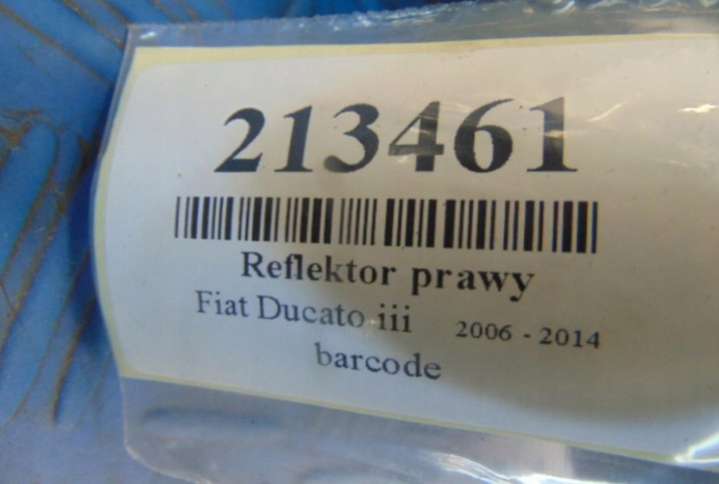 213461
Reflektor prawy
Fiat Ducato iii 2006 - 2014
barcode